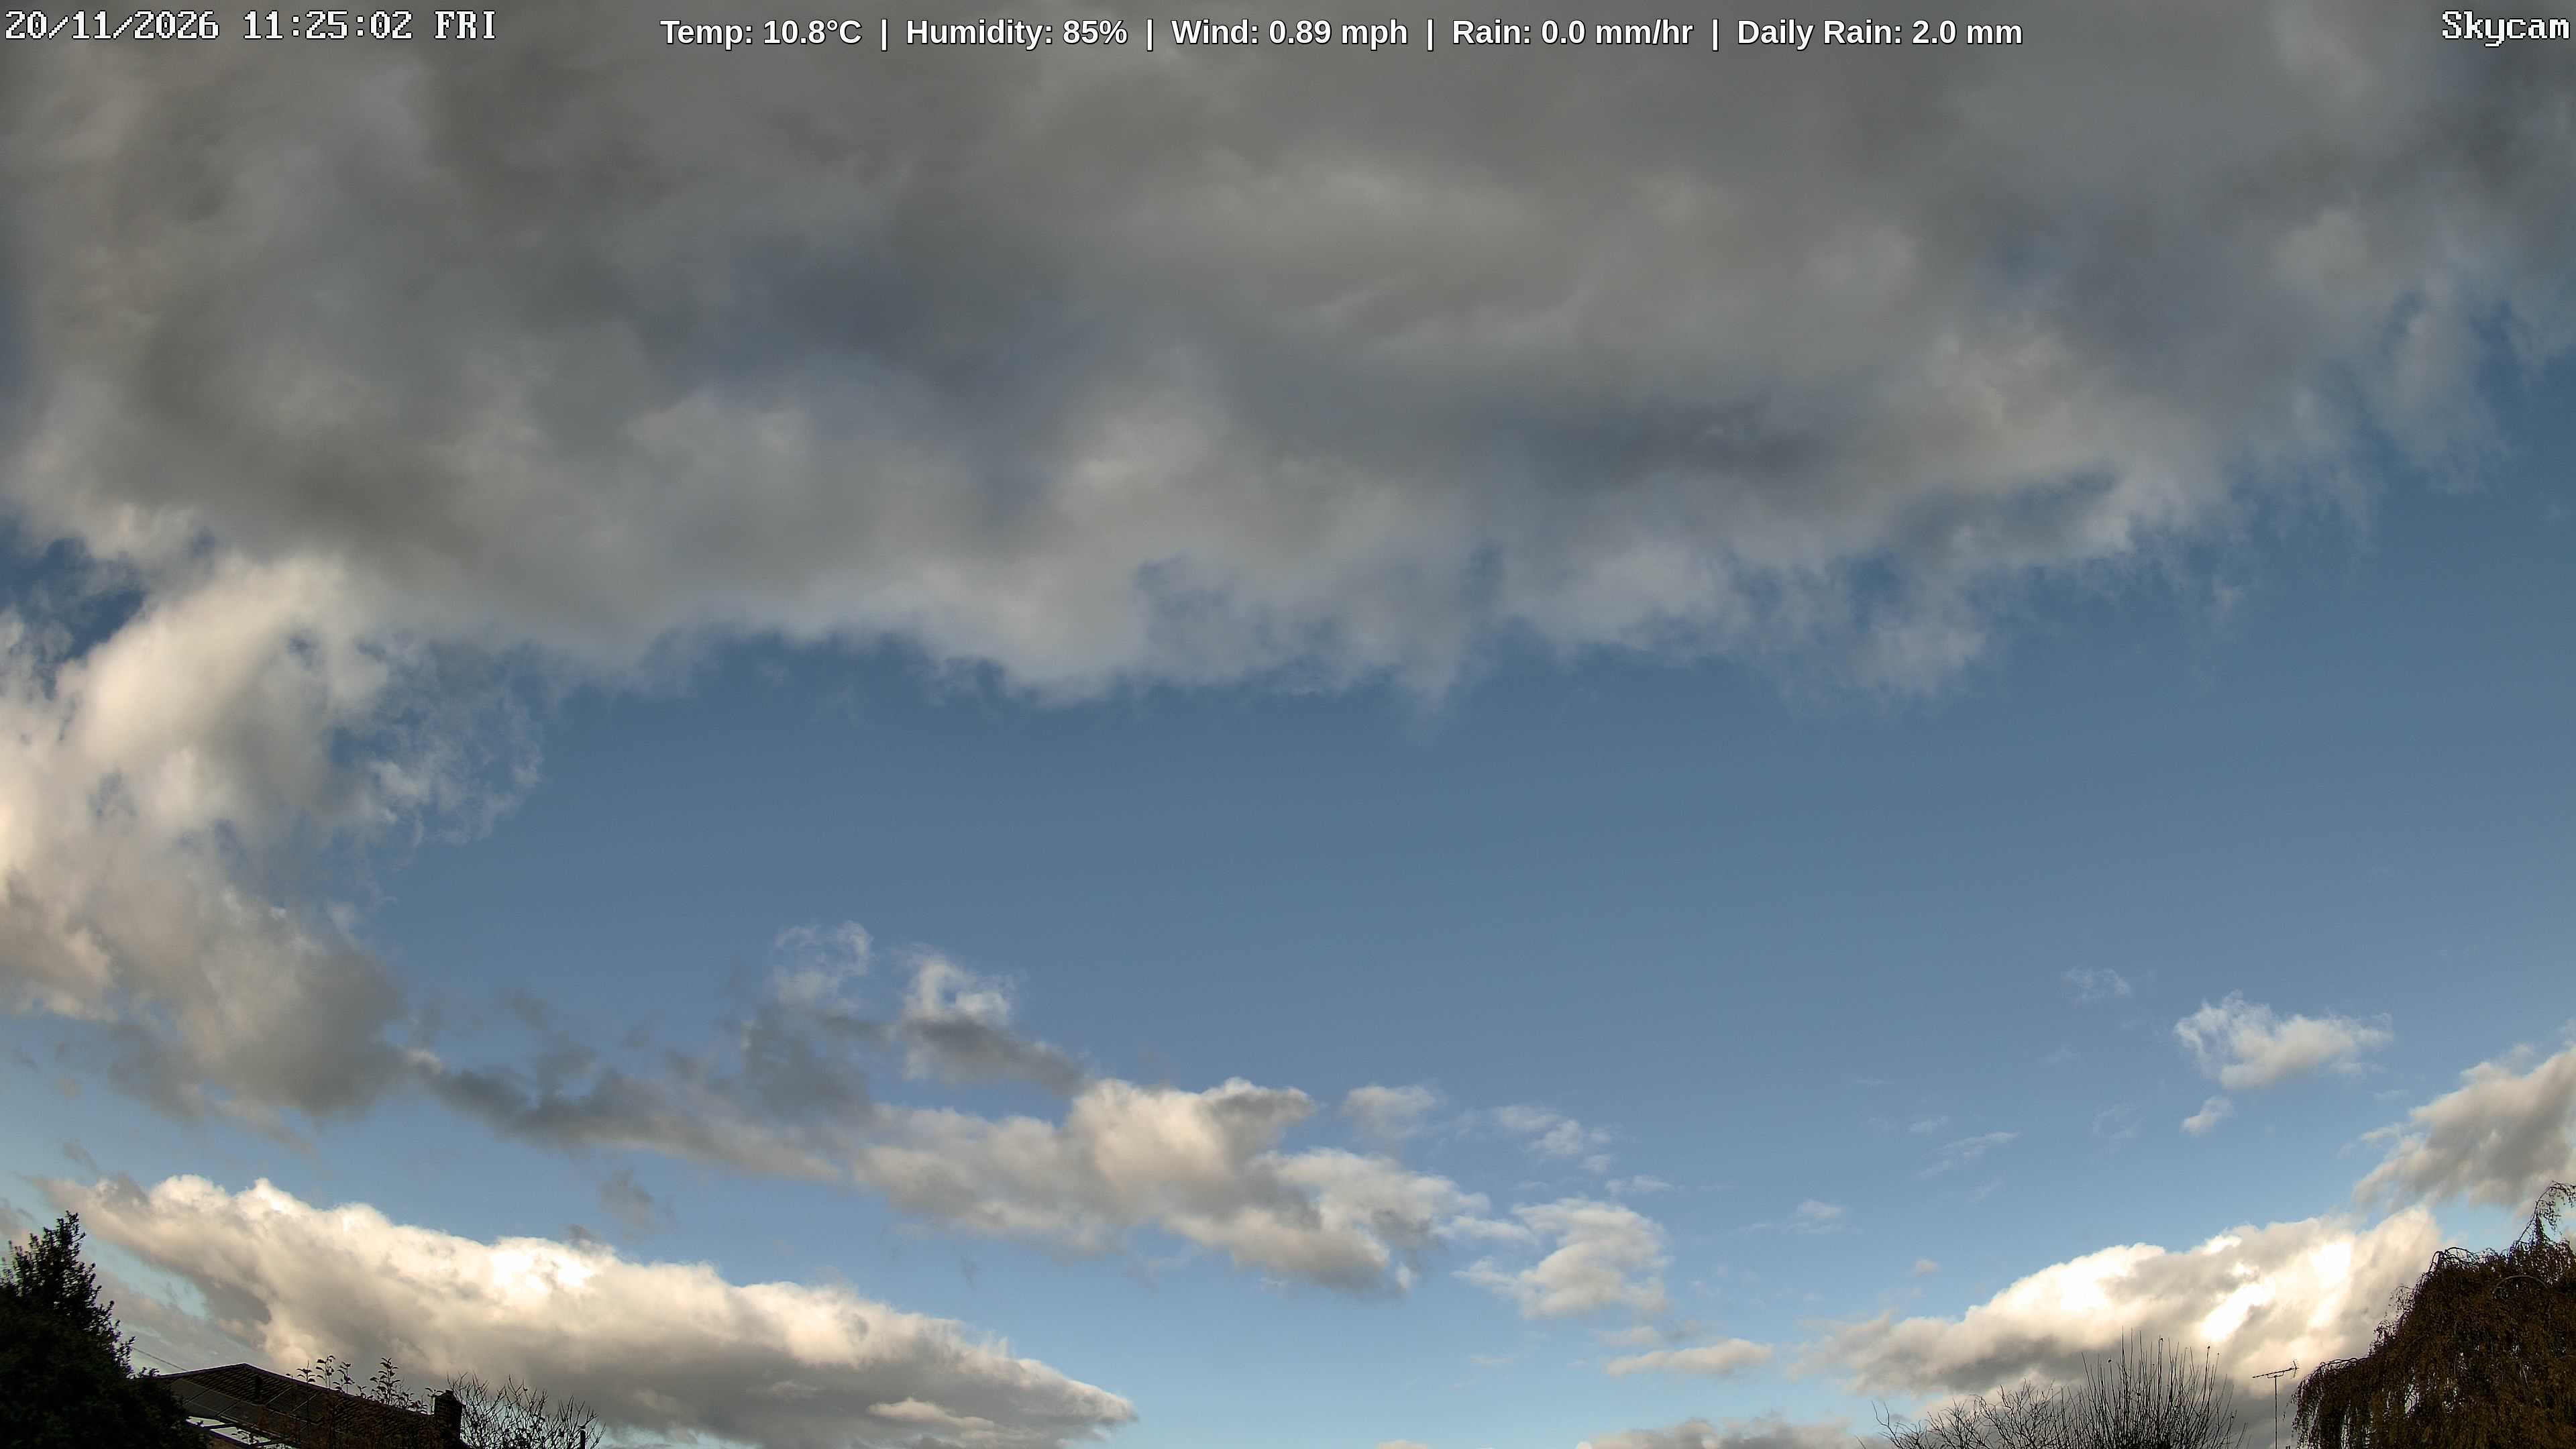 20/11/2026 11:25:02 FRI
Temp: 10.8°C | Humidity: 85% | Wind: 0.89 mph | Rain: 0.0 mm/hr | Daily Rain: 2.0 mm
Skycam